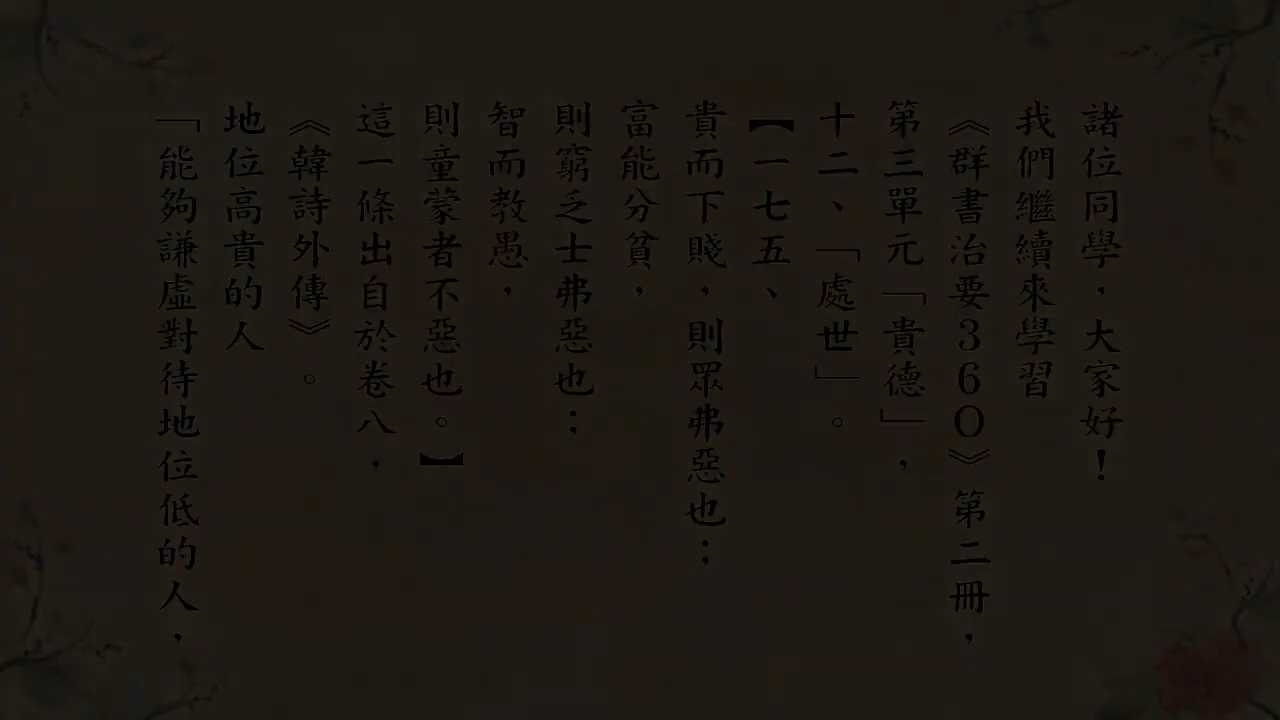 諸位同學，大家好！
我們繼續來學習
《群書治要36O》第二冊，
第三單元「貴德」，
十二、「處世」。
【一七五、
貴而下賤，則眾弗惡也；
富能分貧，
則窮乏士弗惡也；
智而教愚，
則童蒙者不惡也。】
這一條出自於卷八，
《韓詩外傳》。
地位高貴的人
「能夠謙虛對待地位低的人，